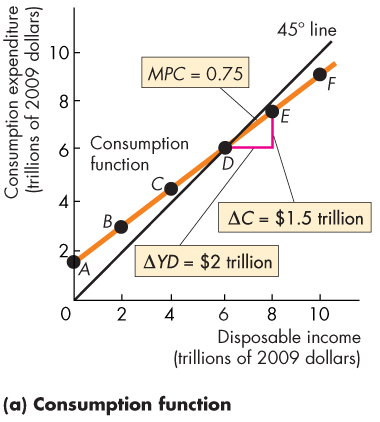 Consumption expenditure
(trillions of 2009 dollars)
45° line
10
MPC = 0.75
F
8
E
Consumption
function
6
D
C
4
ΔC = $1.5 trillion
B
ΔYD = $2 trillion
2
A
0 2 4 6 8 10
Disposable income
(trillions of 2009 dollars)
(a) Consumption function